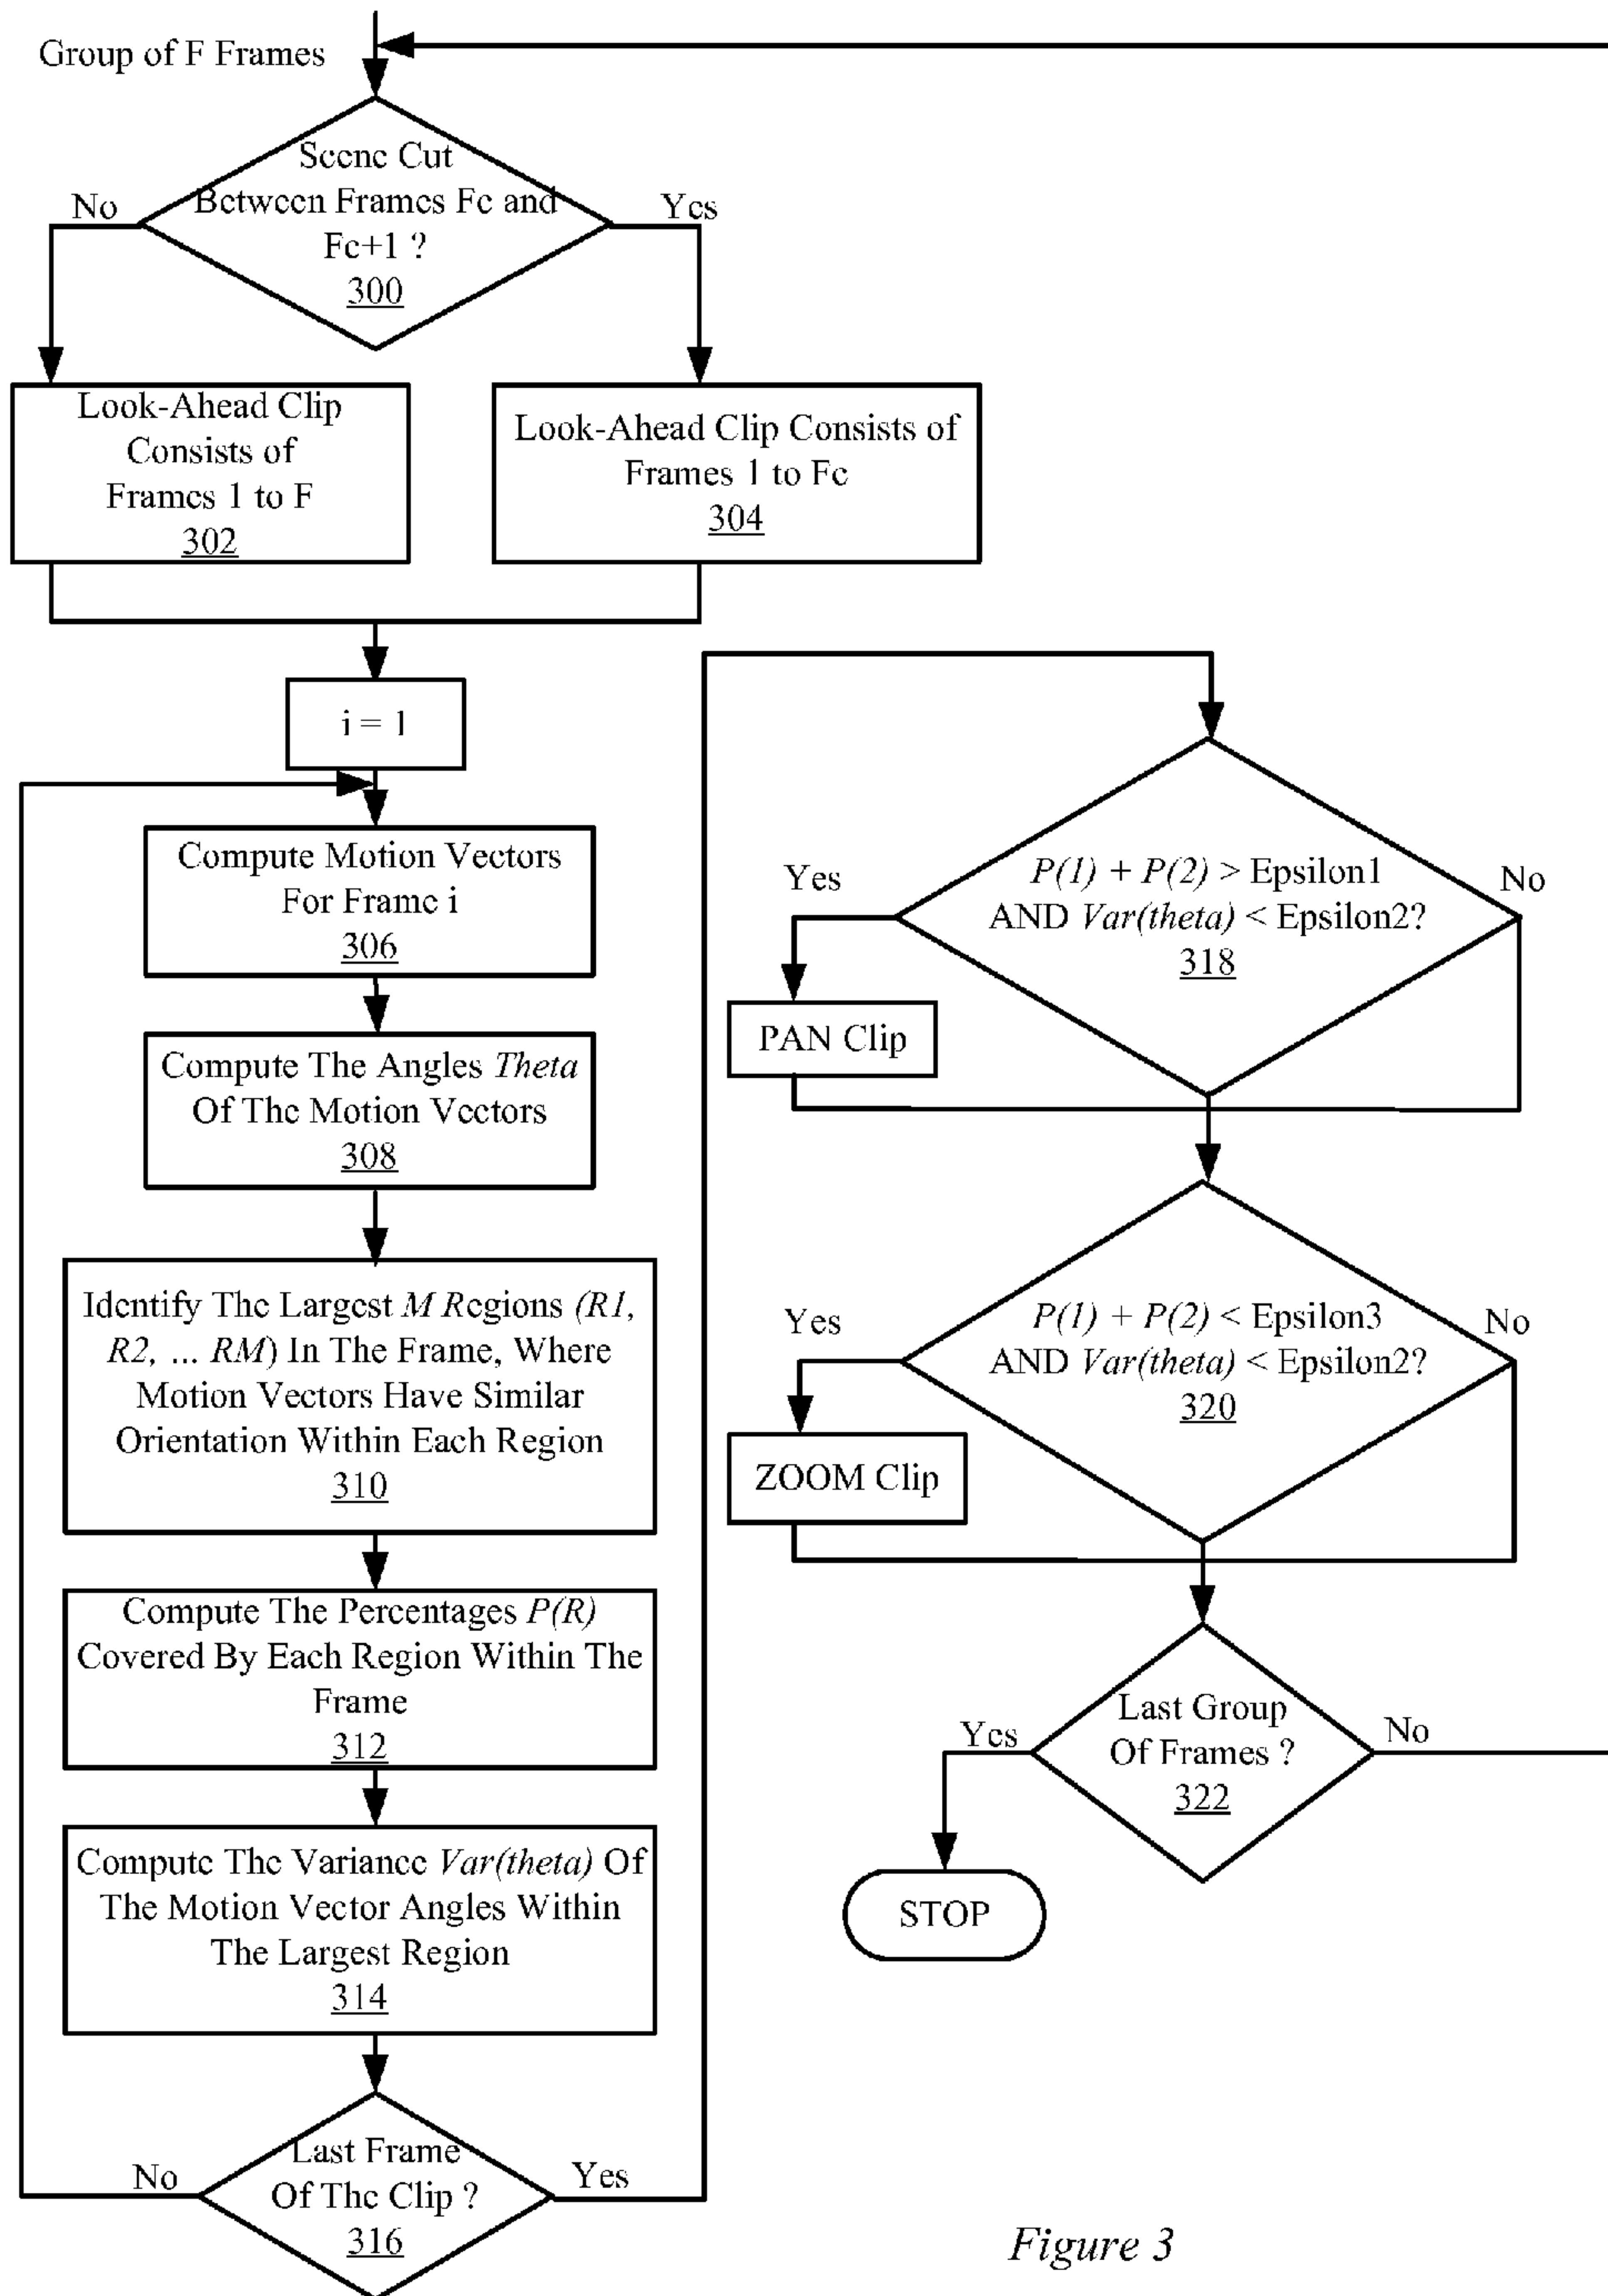 Group of F Frames
Scene Cut
Between Frames Fc and
Fc+1 ?
300
No
Yes
Look-Ahead Clip
Consists of
Frames 1 to F
302
Look-Ahead Clip Consists of
Frames 1 to Fc
304
i = 1
Compute Motion Vectors
For Frame i
306
Compute The Angles Theta
Of The Motion Vectors
308
Identify The Largest M Regions (R1,
R2, ... RM) In The Frame, Where
Motion Vectors Have Similar
Orientation Within Each Region
310
Compute The Percentages P(R)
Covered By Each Region Within The
Frame
312
Compute The Variance Var(theta) Of
The Motion Vector Angles Within
The Largest Region
314
Last Frame
Of The Clip ?
316
No
Yes
P(1) + P(2) > Epsilon1
AND Var(theta) < Epsilon2?
318
Yes
No
PAN Clip
P(1) + P(2) < Epsilon3
AND Var(theta) < Epsilon2?
320
Yes
No
ZOOM Clip
Last Group
Of Frames ?
322
Yes
No
STOP
Figure 3